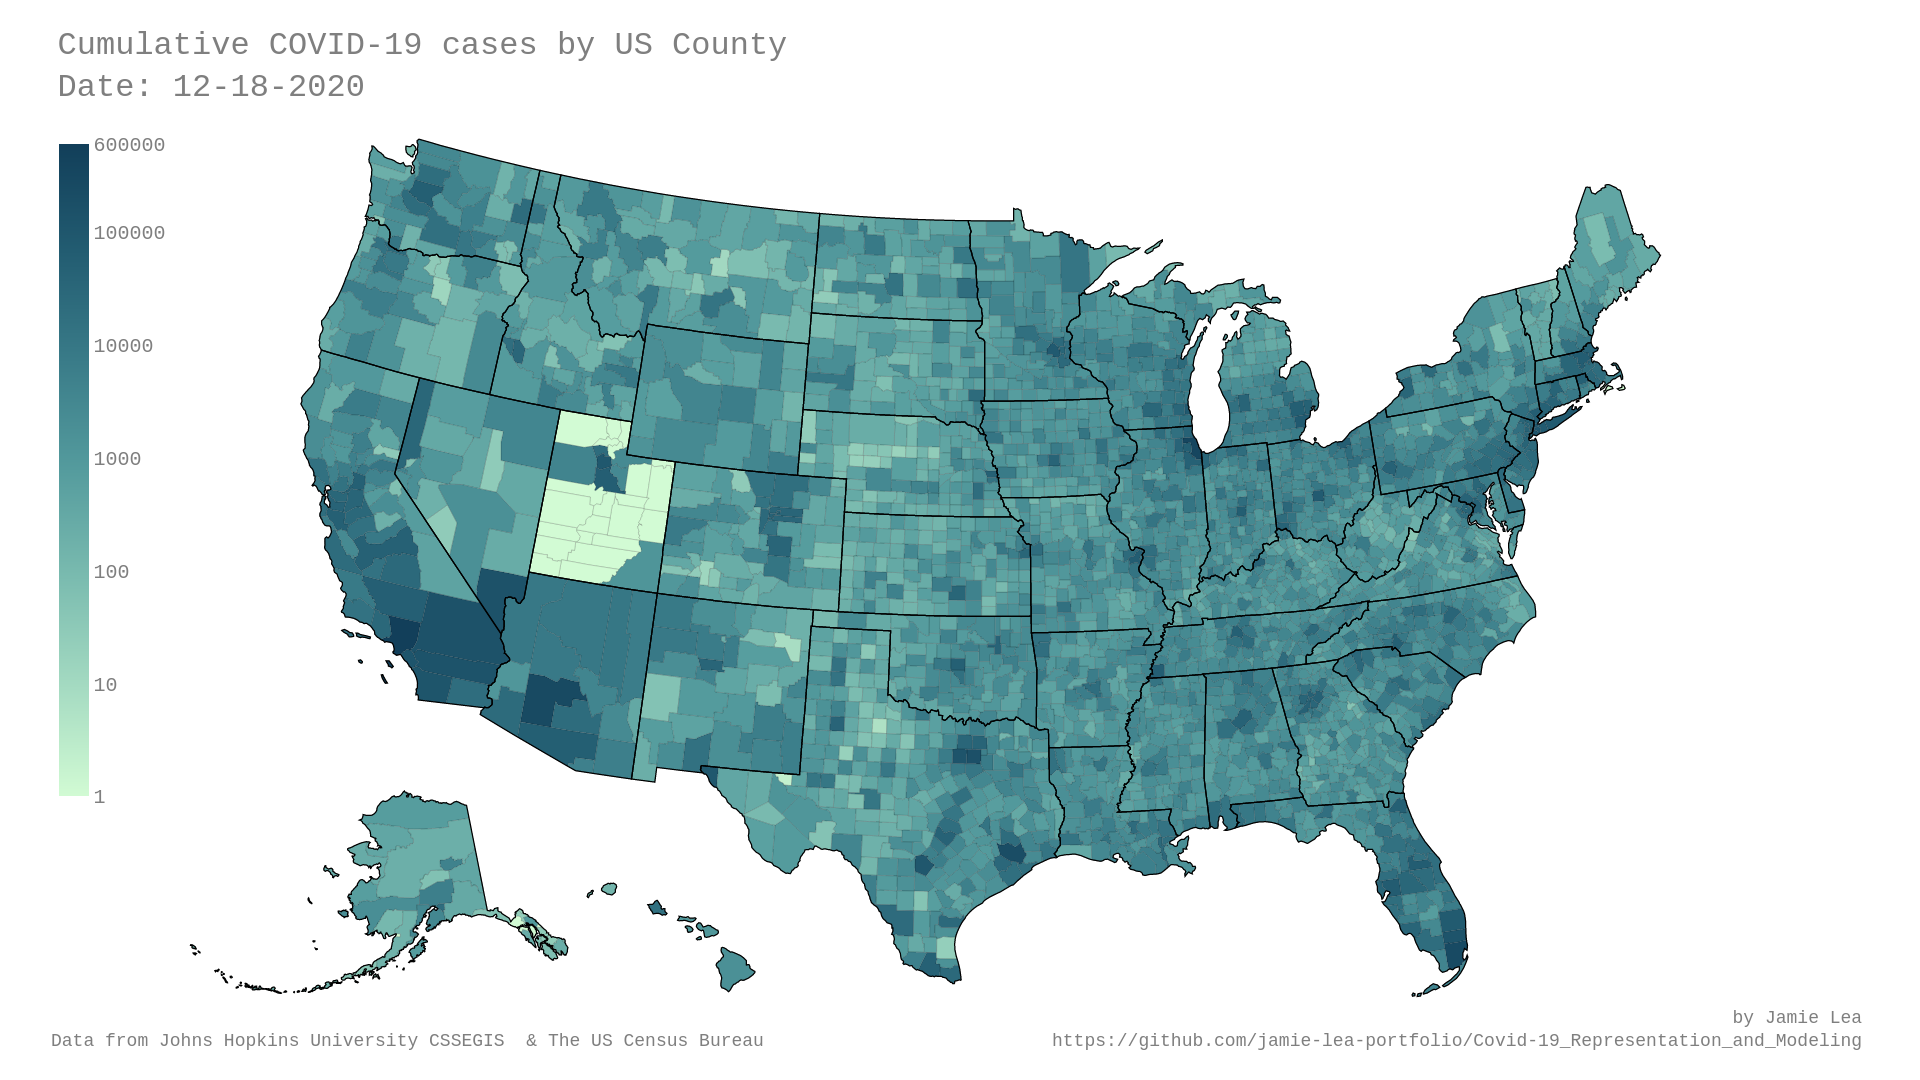 Cumulative COVID-19 cases by US County
Date: 12-18-2020
600000
100000
10000
1000
100
10
1
by Jamie Lea
Data from Johns Hopkins University CSSEGIS  & The US Census Bureau
https://github.com/jamie-lea-portfolio/Covid-19_Representation_and_Modeling